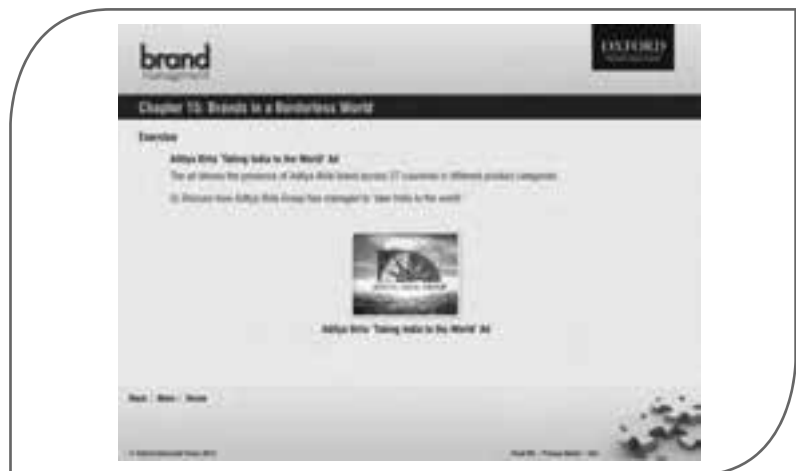 brand
management
OXFORD
Chapter 15: Brands in a Borderless World
Exercise
Aditya Birla 'Taking India to the World' Ad
The ad shows the presence of Aditya Birla brand across 27 countries in different product categories.
Q. Discuss how Aditya Birla Group has managed to 'take India to the world'.
Aditya Birla 'Taking India to the World' Ad
Back Main Home